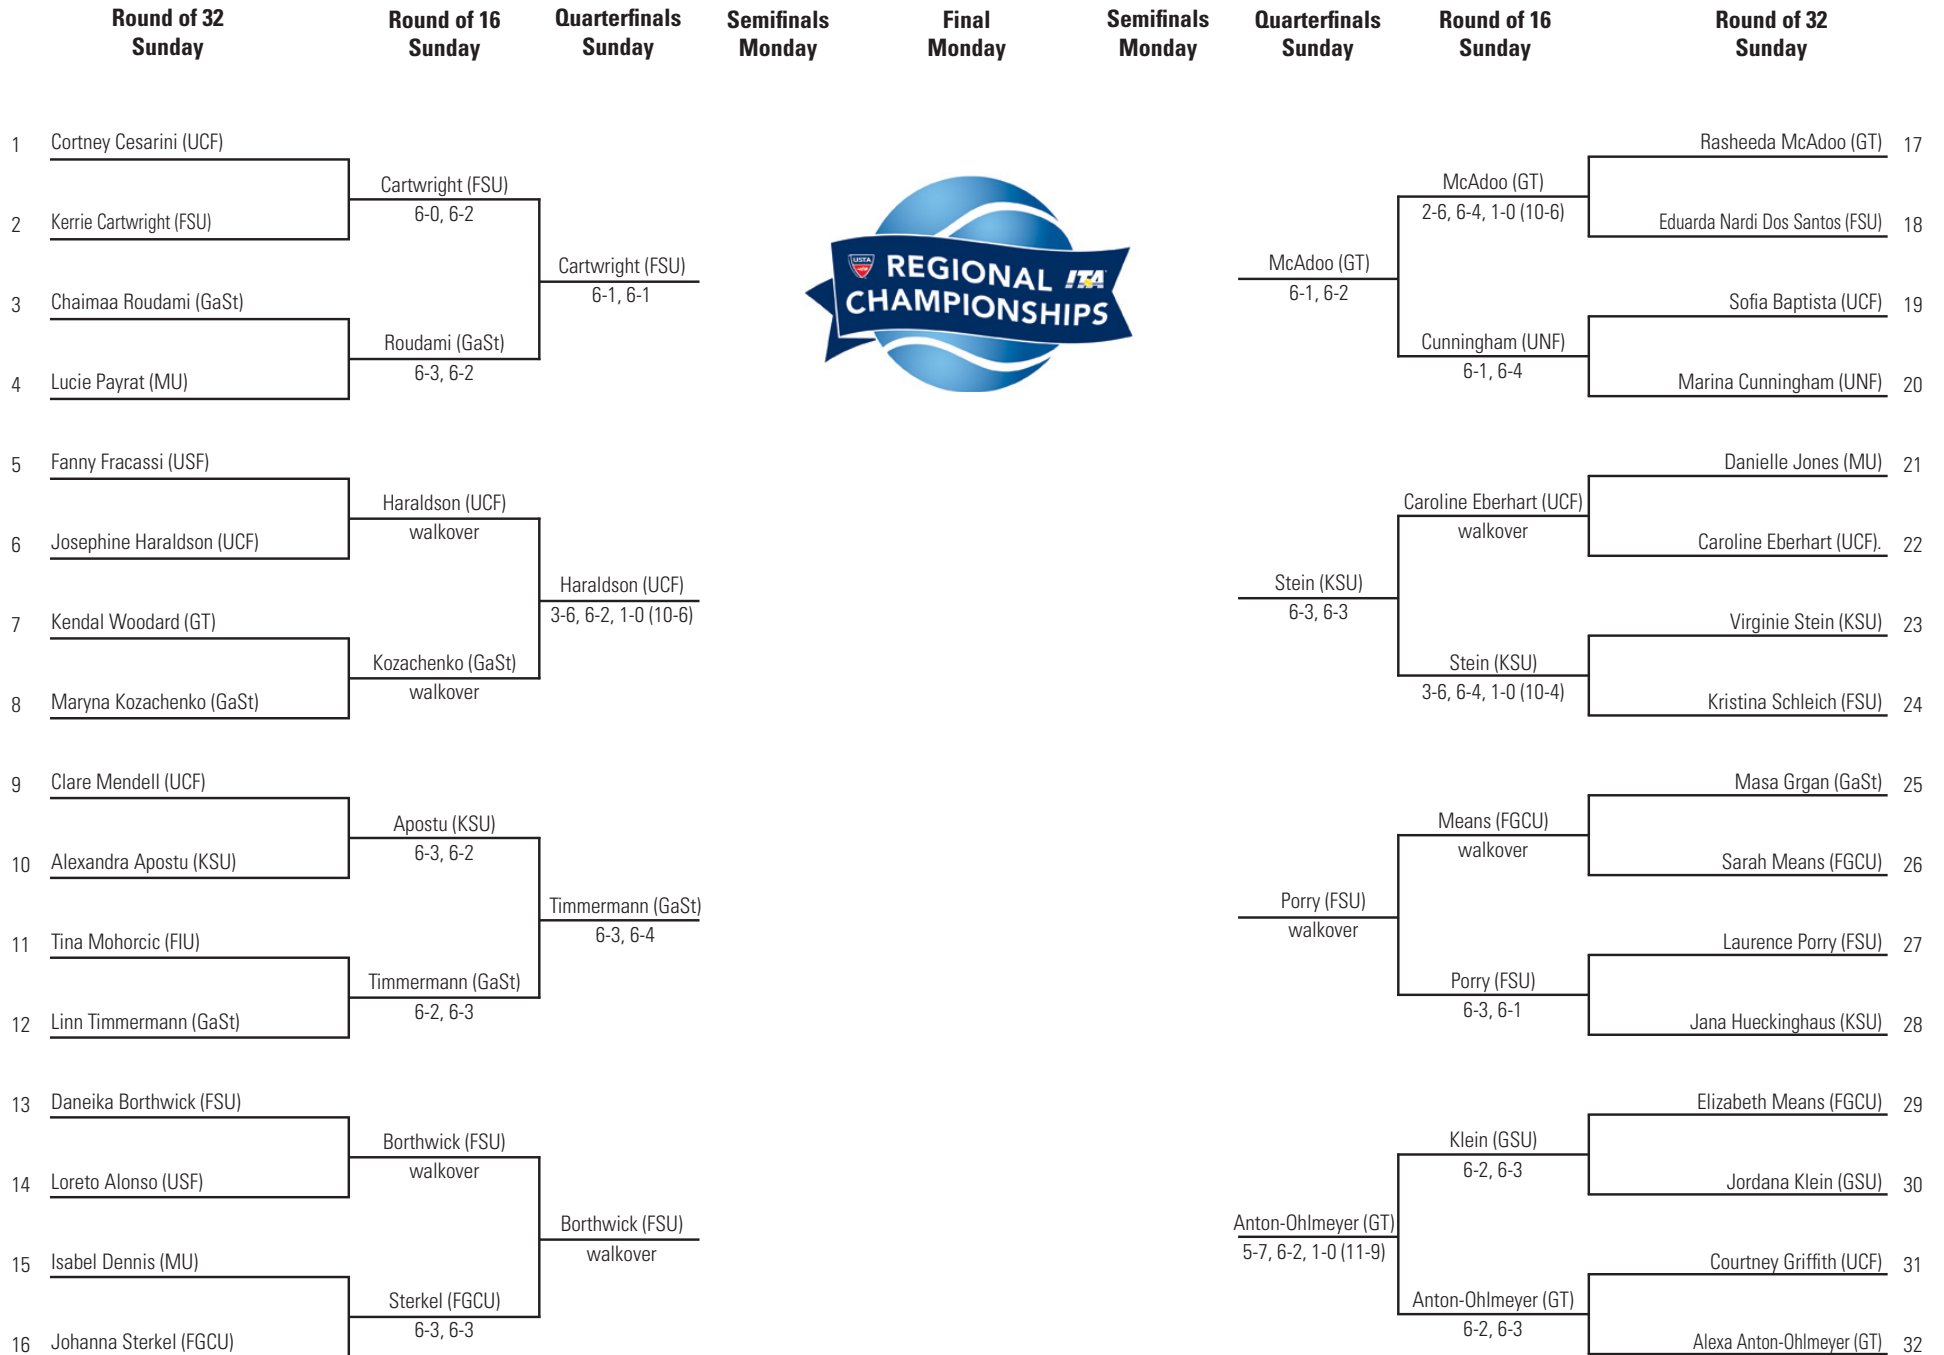 Round of 32
Sunday
Round of 16
Sunday
Quarterfinals
Sunday
Semifinals
Monday
Final
Monday
Semifinals
Monday
Quarterfinals
Sunday
Round of 16
Sunday
Round of 32
Sunday
1 Cortney Cesarini (UCF)
2 Kerrie Cartwright (FSU)
3 Chaimaa Roudami (GaSt)
4 Lucie Payrat (MU)
5 Fanny Fracassi (USF)
6 Josephine Haraldson (UCF)
7 Kendal Woodard (GT)
8 Maryna Kozachenko (GaSt)
9 Clare Mendell (UCF)
10 Alexandra Apostu (KSU)
11 Tina Mohorcic (FIU)
12 Linn Timmermann (GaSt)
13 Daneika Borthwick (FSU)
14 Loreto Alonso (USF)
15 Isabel Dennis (MU)
16 Johanna Sterkel (FGCU)
Cartwright (FSU)
6-0, 6-2
Roudami (GaSt)
6-3, 6-2
Haraldson (UCF)
walkover
Kozachenko (GaSt)
walkover
Apostu (KSU)
6-3, 6-2
Timmermann (GaSt)
6-2, 6-3
Borthwick (FSU)
walkover
Sterkel (FGCU)
6-3, 6-3
Cartwright (FSU)
6-1, 6-1
Haraldson (UCF)
3-6, 6-2, 1-0 (10-6)
Timmermann (GaSt)
6-3, 6-4
Borthwick (FSU)
walkover
USTA
REGIONAL ITA
CHAMPIONSHIPS
McAdoo (GT)
6-1, 6-2
Stein (KSU)
6-3, 6-3
Porry (FSU)
walkover
Anton-Ohlmeyer (GT)
5-7, 6-2, 1-0 (11-9)
McAdoo (GT)
2-6, 6-4, 1-0 (10-6)
Cunningham (UNF)
6-1, 6-4
Caroline Eberhart (UCF)
walkover
Stein (KSU)
3-6, 6-4, 1-0 (10-4)
Means (FGCU)
walkover
Porry (FSU)
6-3, 6-1
Klein (GSU)
6-2, 6-3
Anton-Ohlmeyer (GT)
6-2, 6-3
Rasheeda McAdoo (GT) 17
Eduarda Nardi Dos Santos (FSU) 18
Sofia Baptista (UCF) 19
Marina Cunningham (UNF) 20
Danielle Jones (MU) 21
Caroline Eberhart (UCF). 22
Virginie Stein (KSU) 23
Kristina Schleich (FSU) 24
Masa Grgan (GaSt) 25
Sarah Means (FGCU) 26
Laurence Porry (FSU) 27
Jana Hueckinghaus (KSU) 28
Elizabeth Means (FGCU) 29
Jordana Klein (GSU) 30
Courtney Griffith (UCF) 31
Alexa Anton-Ohlmeyer (GT) 32